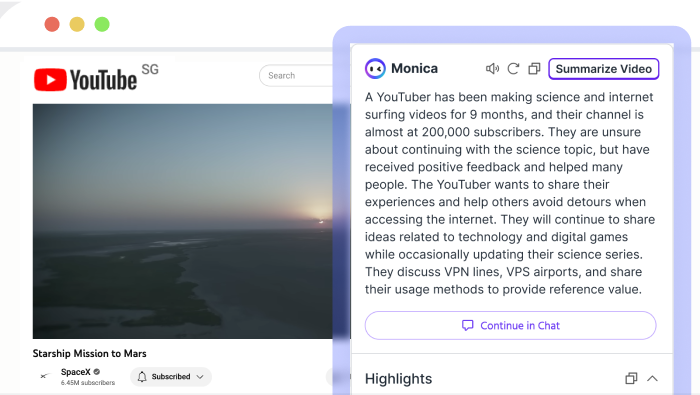 YouTube SG
Search
Starship Mission to Mars
SpaceX
6.45M subscribers
Subscribed
Monica
Summarize Video
A YouTuber has been making science and internet
surfing videos for 9 months, and their channel is
almost at 200,000 subscribers. They are unsure
about continuing with the science topic, but have
received positive feedback and helped many
people. The YouTuber wants to share their
experiences and help others avoid detours when
accessing the internet. They will continue to share
ideas related to technology and digital games
while occasionally updating their science series.
They discuss VPN lines, VPS airports, and share
their usage methods to provide reference value.
Continue in Chat
Highlights